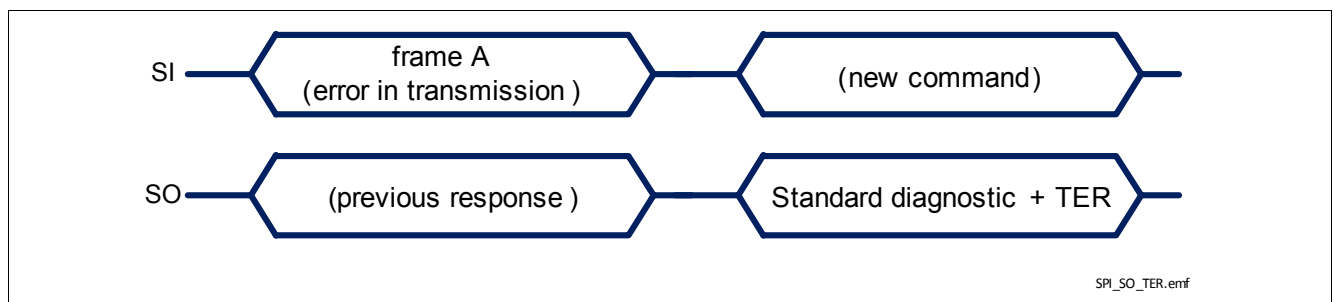 SI
frame A
(error in transmission )
(new command)
SO
(previous response )
Standard diagnostic + TER
SPI_SO_TER.emf